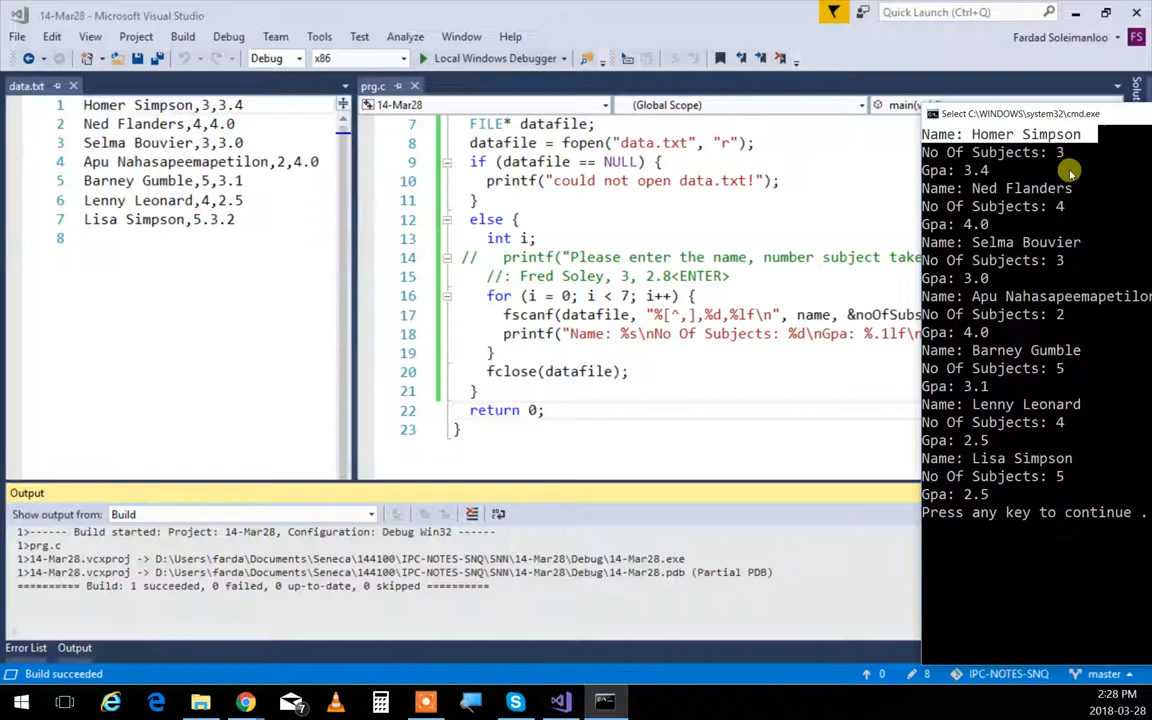 14-Mar28 - Microsoft Visual Studio
Quick Launch (Ctrl+Q)
File Edit View Project Build Debug Team Tools Test Analyze Window Help
Fardad Soleimanloo FS
Debug x86 Local Windows Debugger
data.txt
1 Homer Simpson,3,3.4
2 Ned Flanders,4,4.0
3 Selma Bouvier,3,3.0
4 Apu Nahasapeemapetilon,2,4.0
5 Barney Gumble,5,3.1
6 Lenny Leonard,4,2.5
7 Lisa Simpson,5.3.2
8
prg.c
14-Mar28 (Global Scope) main(
7 FILE* datafile;
8 datafile = fopen("data.txt", "r");
9 if (datafile == NULL) {
10 printf("could not open data.txt!");
11 }
12 else {
13 int i;
14 // printf("Please enter the name, number subject take
15 //: Fred Soley, 3, 2.8<ENTER>
16 for (i = 0; i < 7; i++) {
17 fscanf(datafile, "%[^,],%d,%lf\n", name, &noOfSubs
18 printf("Name: %s\nNo Of Subjects: %d\nGpa: %.1lf\n
19 }
20 fclose(datafile);
21 }
22 return 0;
23 }
Solu
Select C:\WINDOWS\system32\cmd.exe
Name: Homer Simpson
No Of Subjects: 3
Gpa: 3.4
Name: Ned Flanders
No Of Subjects: 4
Gpa: 4.0
Name: Selma Bouvier
No Of Subjects: 3
Gpa: 3.0
Name: Apu Nahasapeemapetilon
No Of Subjects: 2
Gpa: 4.0
Name: Barney Gumble
No Of Subjects: 5
Gpa: 3.1
Name: Lenny Leonard
No Of Subjects: 4
Gpa: 2.5
Name: Lisa Simpson
No Of Subjects: 5
Gpa: 2.5
Press any key to continue .
Output
Show output from: Build
1>------ Build started: Project: 14-Mar28, Configuration: Debug Win32 ------
1>prg.c
1>14-Mar28.vcxproj -> D:\Users\farda\Documents\Seneca\144100\IPC-NOTES-SNQ\SNN\14-Mar28\Debug\14-Mar28.exe
1>14-Mar28.vcxproj -> D:\Users\farda\Documents\Seneca\144100\IPC-NOTES-SNQ\SNN\14-Mar28\Debug\14-Mar28.pdb (Partial PDB)
========== Build: 1 succeeded, 0 failed, 0 up-to-date, 0 skipped ==========
Error List Output
Build succeeded 0 8 IPC-NOTES-SNQ master
7
2:28 PM
2018-03-28